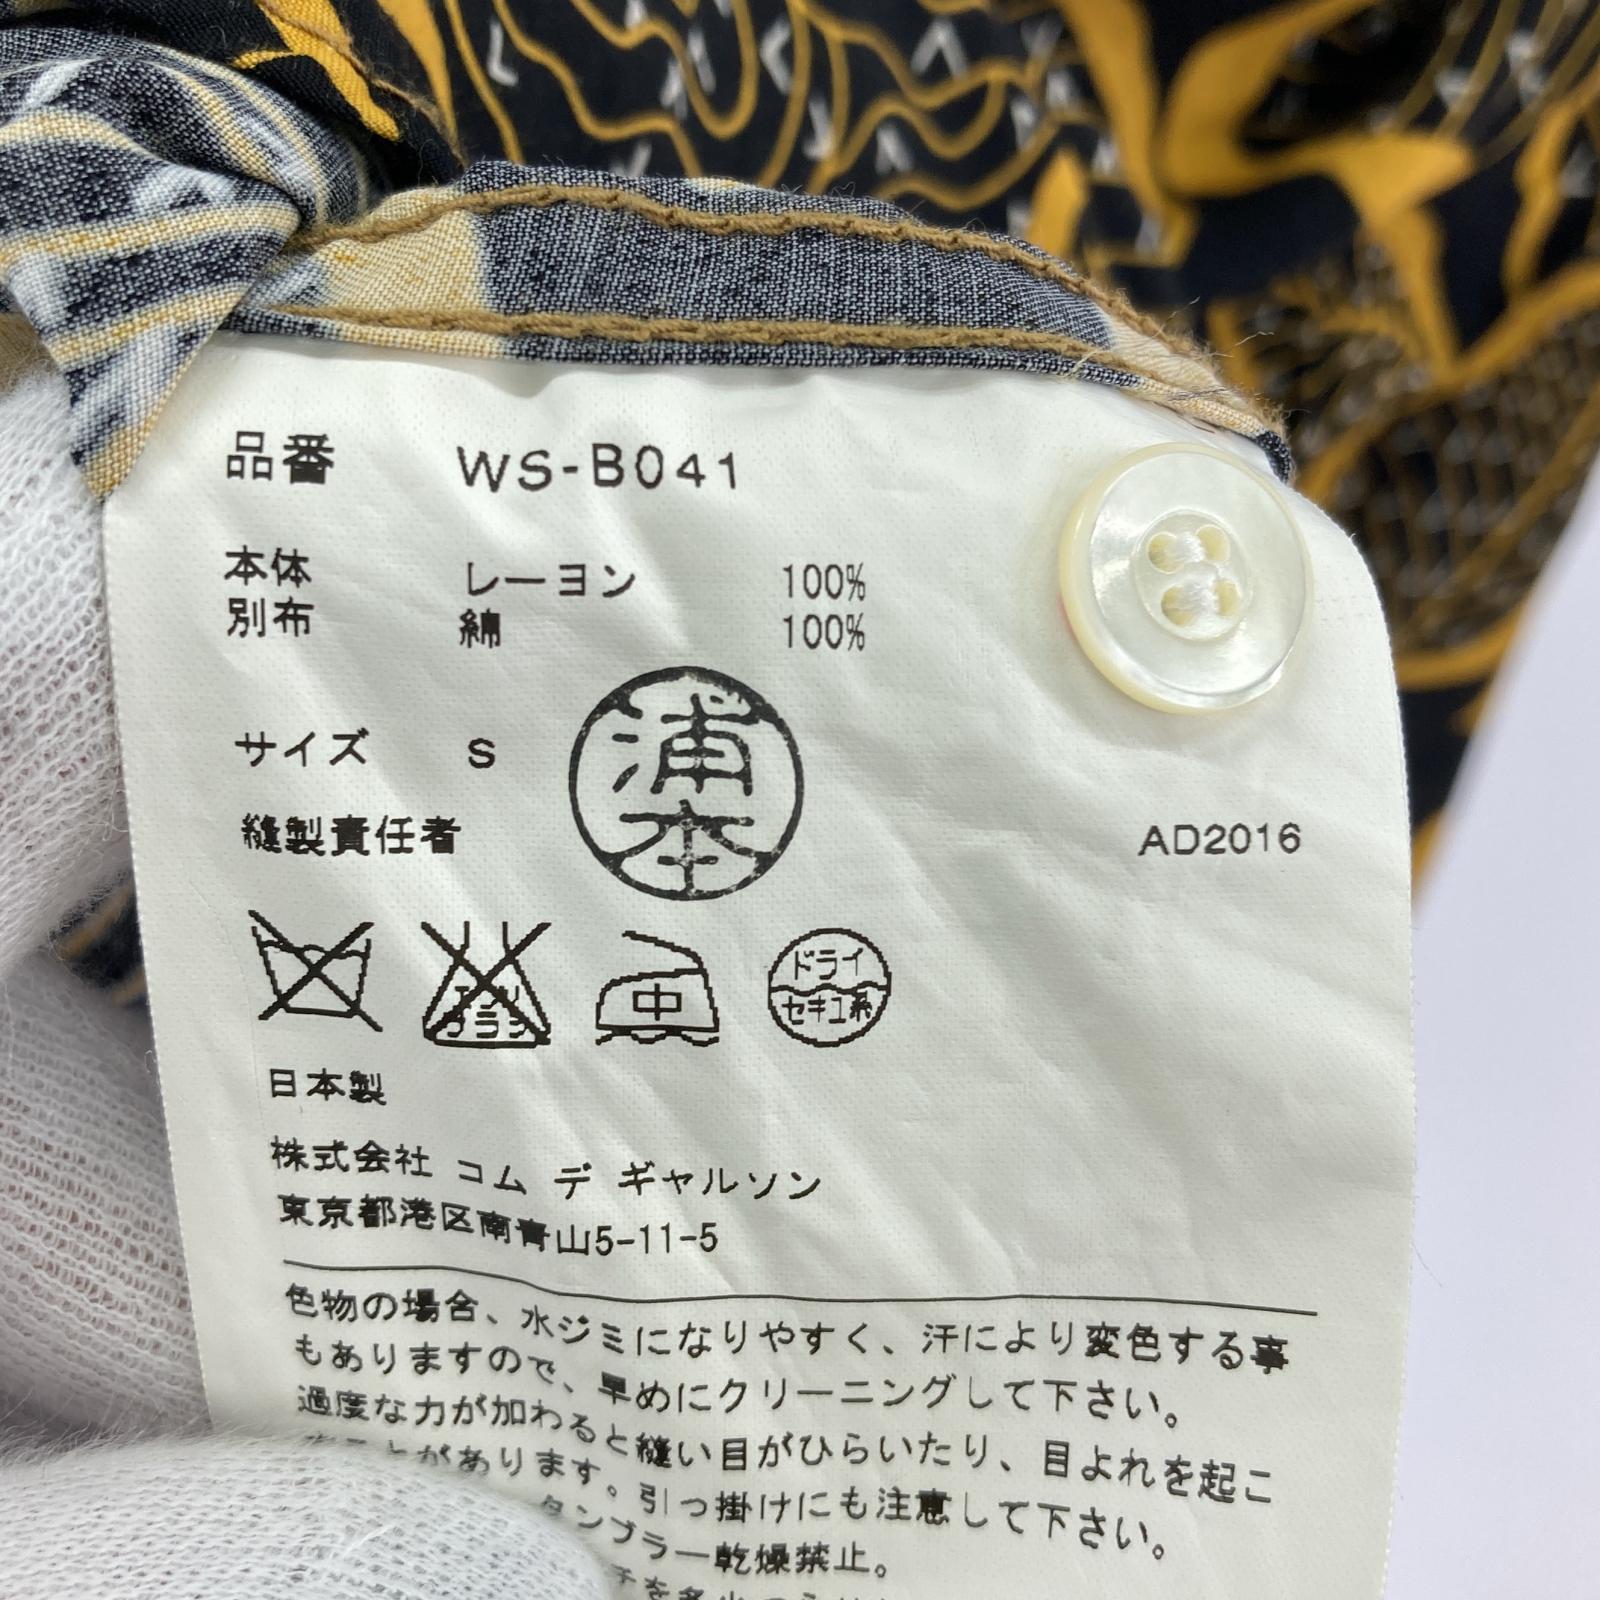 品番 WS-B041
本体 レーヨン 100%
別布 綿 100%
サイズ S
浦本
縫製責任者
AD2016
エンソ
サラシ
中
ドライ
セキユ系
日本製
株式会社 コム デ ギャルソン
東京都港区南青山5-11-5
色物の場合、水ジミになりやすく、汗により変色する事
もありますので、早めにクリーニングして下さい。
過度な力が加わると縫い目がひらいたり、目よれを起こ
すことがあります。引っ掛けにも注意して下さい。
タンブラー乾燥禁止。